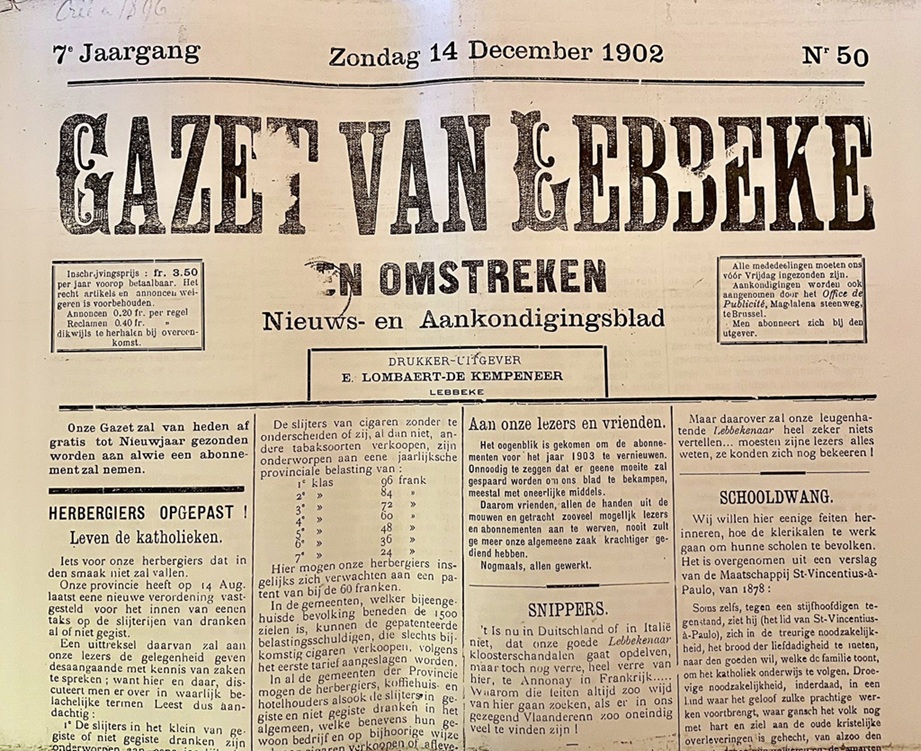 Créé en 1896
7e Jaargang
Zondag 14 December 1902
Nr 50
GAZET VAN LEBBEKE
EN OMSTREKEN
Nieuws- en Aankondigingsblad
Inschrijvingsprijs : fr. 3.50
per jaar voorop betaalbaar. Het
recht artikels en annoncen wei-
geren is voorbehouden.
Annoncen 0.20 fr. per regel
Reclamen 0.40 fr. »
dikwijls te herhalen bij overeen-
komst.
Alle mededeelingen moeten ons
vóór Vrijdag ingezonden zijn.
Aankondigingen worden ook
aangenomen door het Office de
Publicité, Magdalena steenweg,
te Brussel.
Men abonneert zich bij den
uitgever.
DRUKKER-UITGEVER
E. LOMBAERT-DE KEMPENEER
LEBBEKE
Onze Gazet zal van heden af
gratis tot Nieuwjaar gezonden
worden aan alwie een abonne-
ment zal nemen.
HERBERGIERS OPGEPAST !
Leven de katholieken.
Iets voor onze herbergiers dat in
den smaak niet zal vallen.
Onze provincie heeft op 14 Aug.
laatst eene nieuwe verordening vast-
gesteld voor het innen van eenen
taks op de slijterijen van dranken
al of niet gegist.
Een uittreksel daarvan zal aan
onze lezers de gelegenheid geven
desaangaande met kennis van zaken
te spreken ; want hier en daar, dis-
cuteert men er over in waarlijk be-
lachelijke termen Leest dus aan-
dachtig :
1° De slijters in het klein van ge-
giste of niet gegiste dranken zijn
onderworpen aan eene
De slijters van cigaren zonder te
onderscheiden of zij, al dan niet, an-
dere tabaksoorten verkoopen, zijn
onderworpen aan eene jaarlijksche
provinciale belasting van :
1e klas 96 frank
2e » 84 »
3e » 72 »
4e » 60 »
5e » 48 »
6e » 36 »
7e » 24 »
Hier mogen onze herbergiers ins-
gelijks zich verwachten aan een pa-
tent van bij de 60 franken.
In de gemeenten, welker bijeenge-
huisde bevolking beneden de 1500
zielen is, kunnen de gepatenteerde
belastingsschuldigen, die slechts bij-
komstig cigaren verkoopen, volgens
het eerste tarief aangeslagen worden.
In al de gemeenten der Provincie
mogen de herbergiers, koffiehuis- en
hotelhouders alsook de slijters in ge-
giste en niet gegiste dranken in het
algemeen, welke benevens hun ge-
woon bedrijf en op bijhoorige wijze
cigaren verkoopen of afleve-
Aan onze lezers en vrienden.
Het oogenblik is gekomen om de abonne-
menten voor het jaar 1903 te vernieuwen.
Onnoodig te zeggen dat er geene moeite zal
gespaard worden om ons blad te bekampen,
meestal met oneerlijke middels.
Daarom vrienden, alleen de handen uit de
mouwen en getracht zooveel mogelijk lezers
en abonnementen aan te werven, nooit zult
ge meer onze algemeene zaak krachtiger ge-
diend hebben.
Nogmaals, allen gewerkt.
SNIPPERS.
't Is nu in Duitschland of in Italië
niet, dat onze goede Lebbekenaar
kloosterschandalen gaat opdelven,
maar toch nog verre, heel verre van
hier, te Annonay in Frankrijk.....
Waarom die feiten altijd zoo wijd
van hier gaan zoeken, als er in ons
gezegend Vlaanderenn zoo oneindig
veel te vinden zijn !
Maar daarover zal onze leugenha-
tende Lebbekenaar heel zeker niets
vertellen... moesten zijne lezers alles
weten, ze konden zich nog bekeeren !
SCHOOLDWANG.
Wij willen hier eenige feiten her-
inneren, hoe de klerikalen te werk
gaan om hunne scholen te bevolken.
Het is overgenomen uit een verslag
van de Maatschappij St-Vincentius-à-
Paulo, van 1878 :
Soms zelfs, tegen een stijfhoofdigen te-
genstand, ziet hij (het lid van St-Vincentius-
à-Paulo), zich in de treurige noodzakelijk-
heid, het brood der liefdadigheid te meten,
naar den goeden wil, welke de familie toont,
om het katholiek onderwijs te volgen. Droe-
vige noodzakelijkheid, inderdaad, in een
land waar het geloof zulke prachtige wer-
ken voortbrengt, waar gansch het volk nog
met hart en ziel aan de oude kristelijke
overleveringen is gehecht, van alzoo den